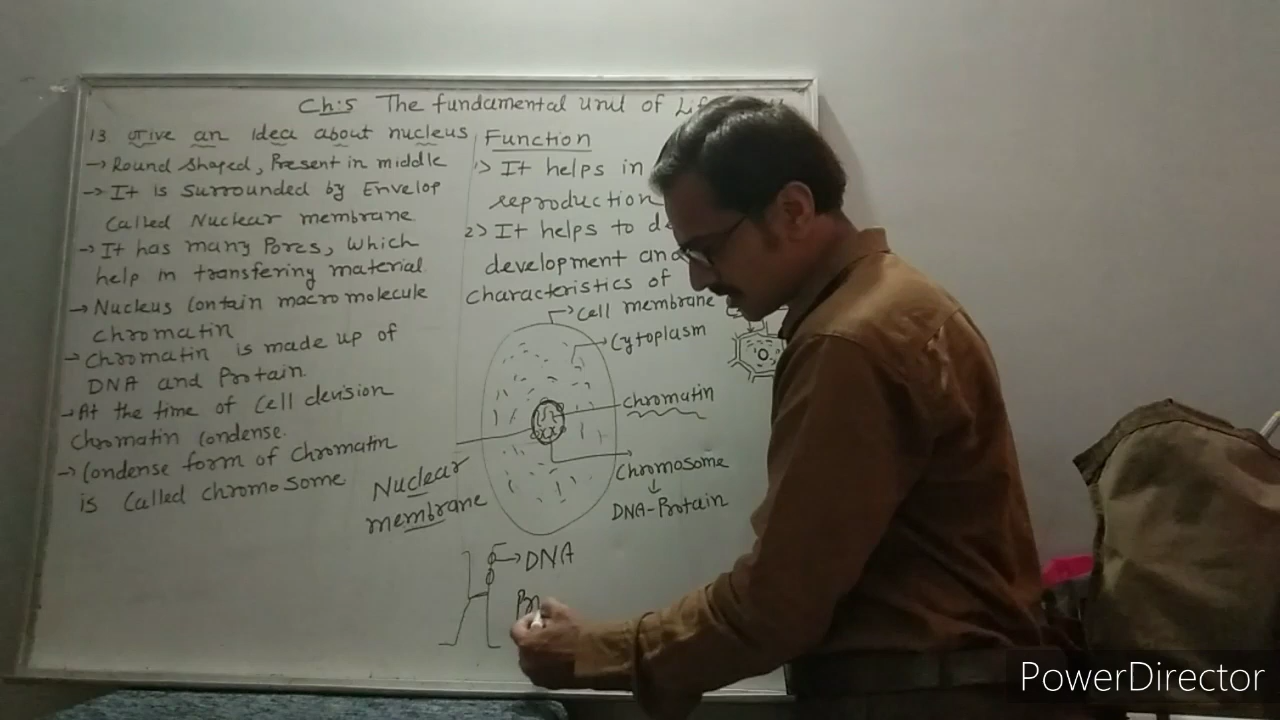 Ch:5 The fundamental unit of Lif
13 Give an Idea about nucleus
→ Round Shaped, Present in middle
→ It is Surrounded by Envelop
Called Nuclear membrane
→ It has many Pores, Which
help in transfering material
→ Nucleus Contain macromolecule
Chromatin
→ Chromatin is made up of
DNA and Protain
→ At the time of Cell devision
Chromatin Condense.
→ Condense form of Chromatin
is Called Chromosome
Function
1> It helps in
reproduction
2> It helps to de
development and
Characteristics of
Cell membrane
Cytoplasm
Chromatin
Chromosome
DNA-Protain
Nuclear
membrane
→ DNA
Pr
PowerDirector